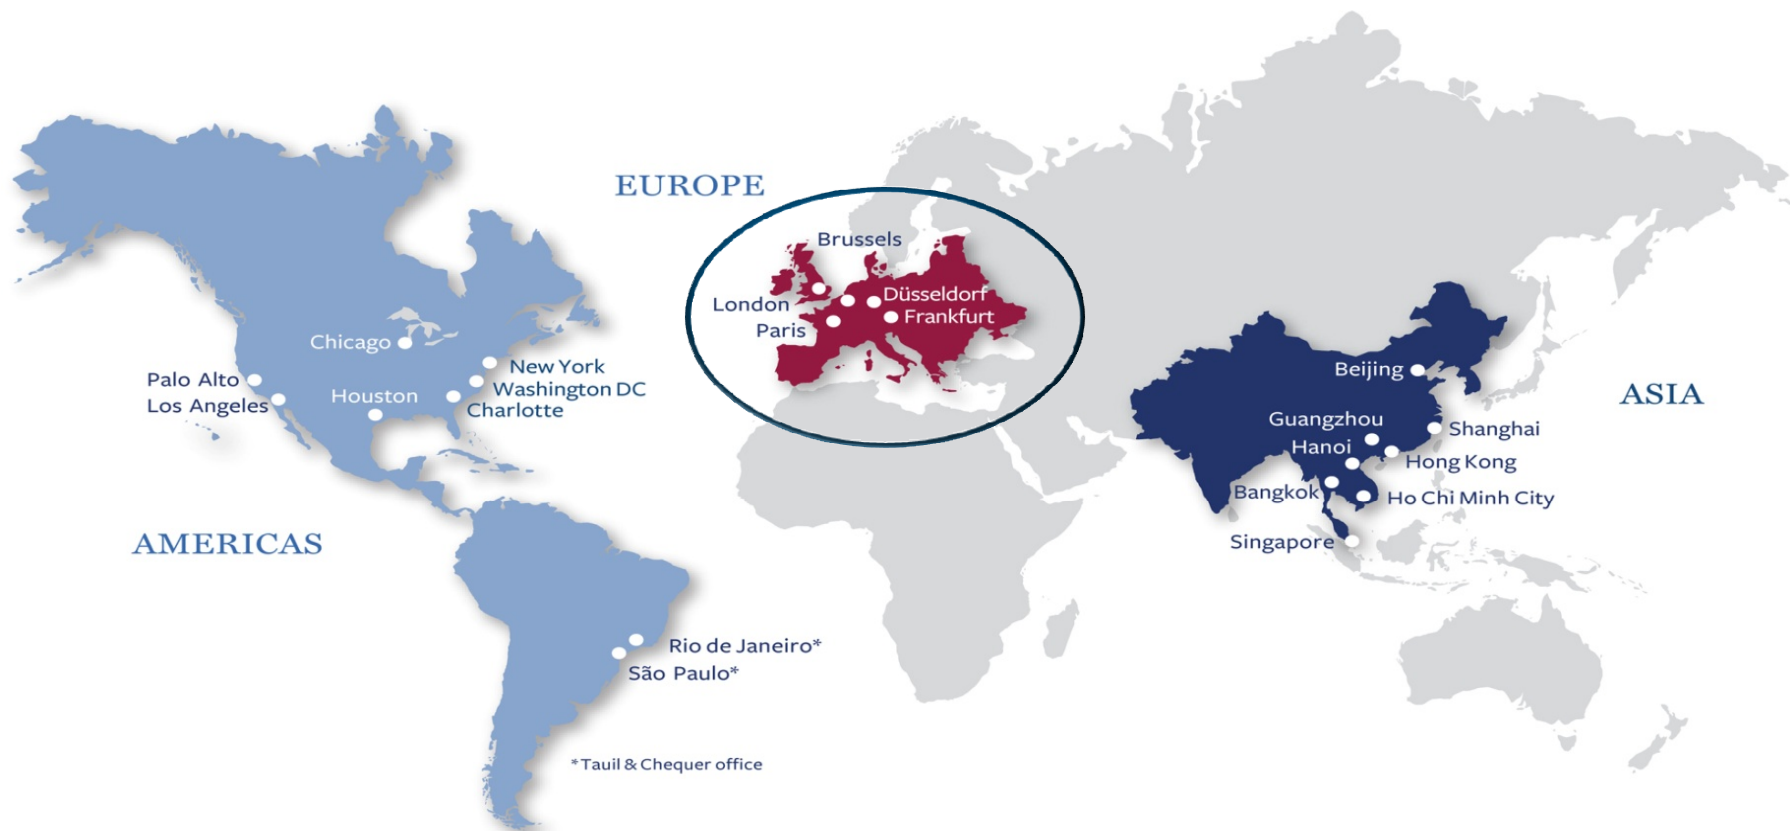 EUROPE
Brussels
London
Düsseldorf
Paris
Frankfurt
Chicago
New York
Palo Alto
Washington DC
Los Angeles
Houston
Charlotte
AMERICAS
Rio de Janeiro*
São Paulo*
*Tauil & Chequer office
Beijing
ASIA
Guangzhou
Shanghai
Hanoi
Hong Kong
Bangkok
Ho Chi Minh City
Singapore